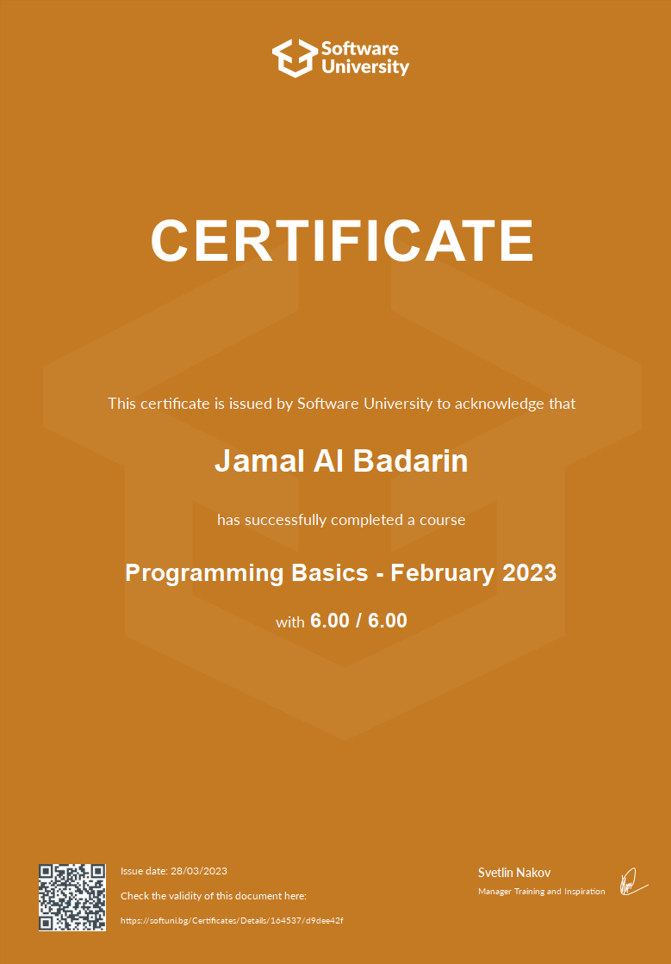 Software
University
CERTIFICATE
This certificate is issued by Software University to acknowledge that
Jamal Al Badarin
has successfully completed a course
Programming Basics - February 2023
with 6.00 / 6.00
Issue date: 28/03/2023
Check the validity of this document here:
https://softuni.bg/Certificates/Details/164537/d9dee42f
Svetlin Nakov
Manager Training and Inspiration